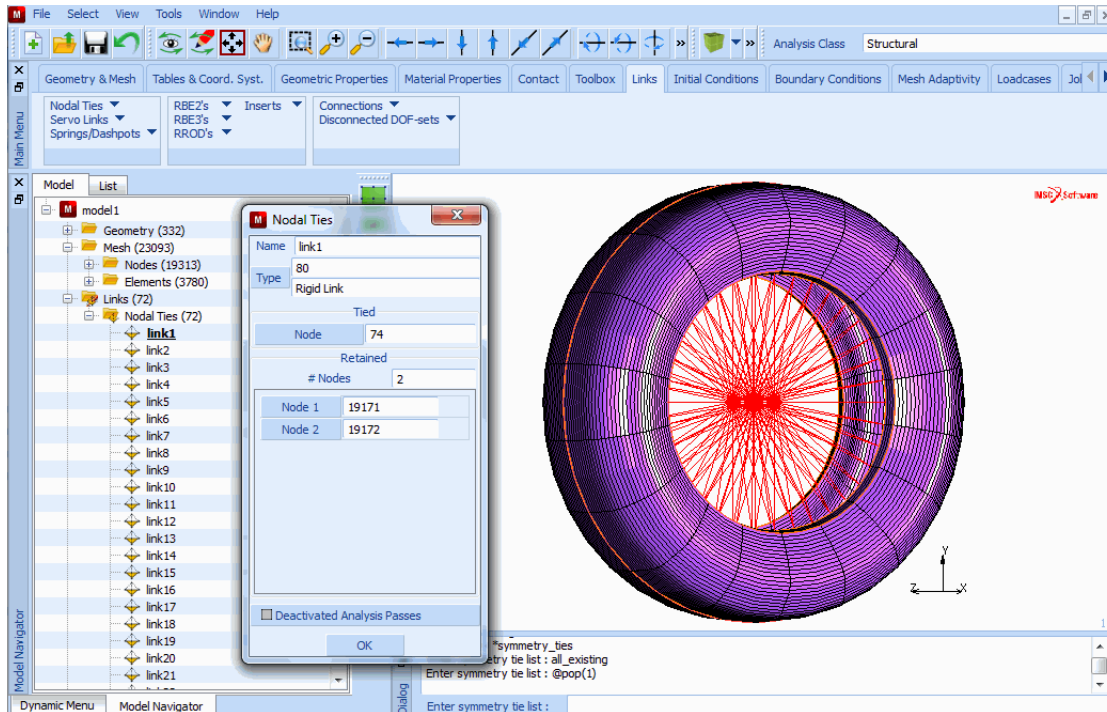 File Select View Tools Window Help
Analysis Class Structural
Geometry & Mesh Tables & Coord. Syst. Geometric Properties Material Properties Contact Toolbox Links Initial Conditions Boundary Conditions Mesh Adaptivity Loadcases
Main Menu
Nodal Ties RBE2's Inserts Connections
Servo Links RBE3's Disconnected DOF-sets
Springs/Dashpots RROD's
Model Navigator
Model List
model1
Geometry (332)
Mesh (23093)
Nodes (19313)
Elements (3780)
Links (72)
Nodal Ties (72)
link1
link2
link3
link4
link5
link6
link7
link8
link9
link10
link11
link12
link13
link14
link15
link16
link17
link18
link19
link20
link21
Dynamic Menu Model Navigator
Nodal Ties
Name link1
Type 80
Rigid Link
Tied
Node 74
Retained
# Nodes 2
Node 1 19171
Node 2 19172
Deactivated Analysis Passes
OK
MSC Software
Y
Z X
1
Dialog
*symmetry_ties
Enter symmetry tie list : all_existing
Enter symmetry tie list : @pop(1)
Enter symmetry tie list :